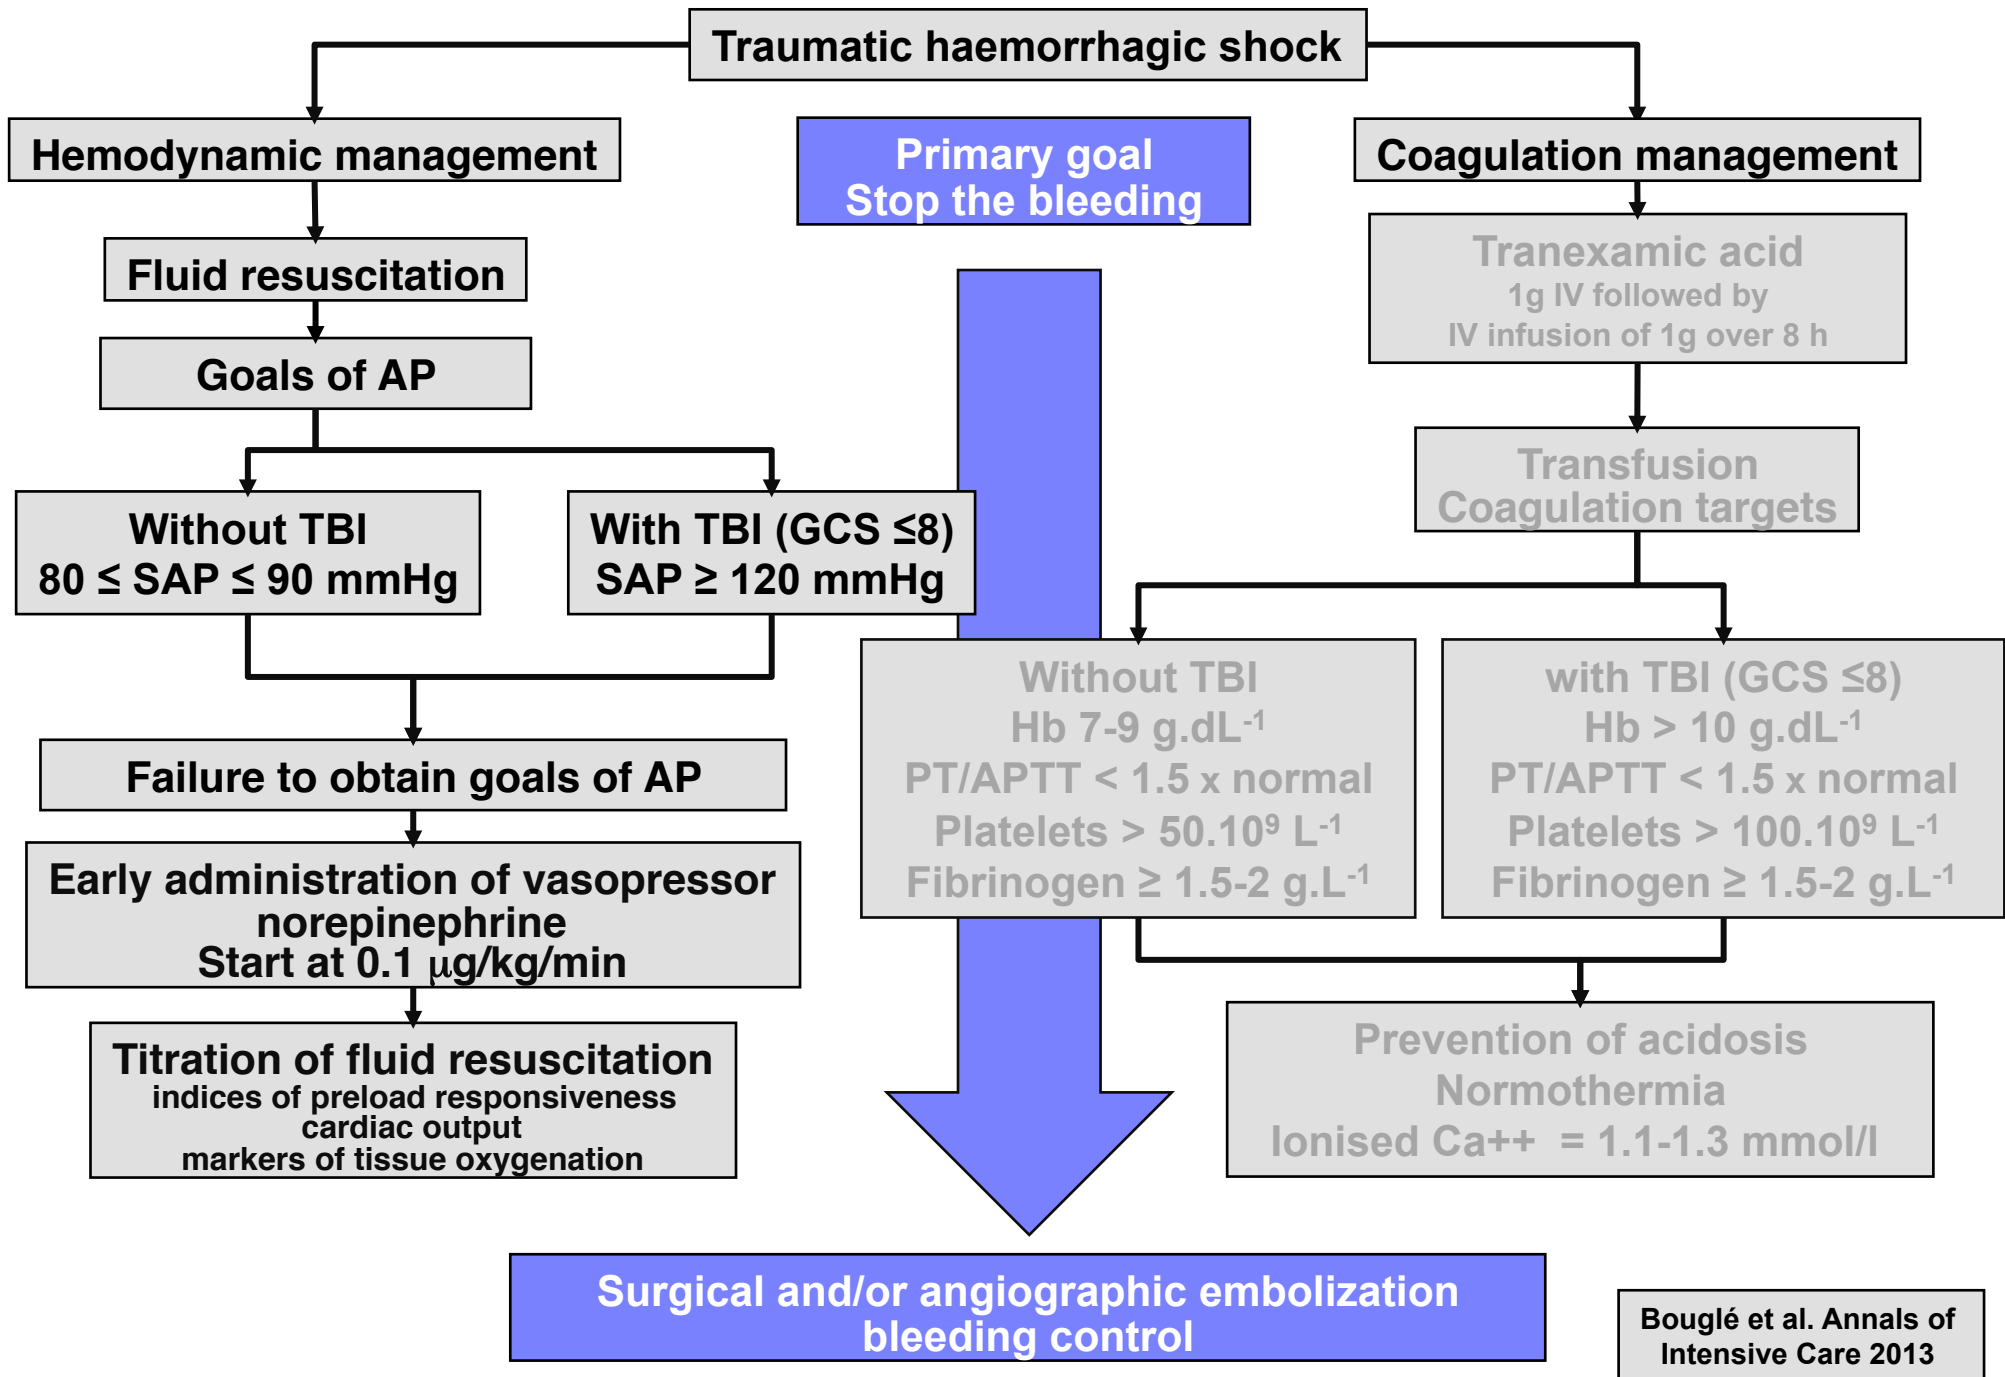 Traumatic haemorrhagic shock
Hemodynamic management
Primary goal
Stop the bleeding
Coagulation management
Fluid resuscitation
Tranexamic acid
1g IV followed by
IV infusion of 1g over 8 h
Goals of AP
Transfusion
Coagulation targets
Without TBI
80 ≤ SAP ≤ 90 mmHg
With TBI (GCS ≤8)
SAP ≥ 120 mmHg
Without TBI
Hb 7-9 g.dL⁻¹
PT/APTT < 1.5 x normal
Platelets > 50.10⁹ L⁻¹
Fibrinogen ≥ 1.5-2 g.L⁻¹
with TBI (GCS ≤8)
Hb > 10 g.dL⁻¹
PT/APTT < 1.5 x normal
Platelets > 100.10⁹ L⁻¹
Fibrinogen ≥ 1.5-2 g.L⁻¹
Failure to obtain goals of AP
Early administration of vasopressor
norepinephrine
Start at 0.1 μg/kg/min
Titration of fluid resuscitation
indices of preload responsiveness
cardiac output
markers of tissue oxygenation
Prevention of acidosis
Normothermia
Ionised Ca++ = 1.1-1.3 mmol/l
Surgical and/or angiographic embolization
bleeding control
Bouglé et al. Annals of
Intensive Care 2013